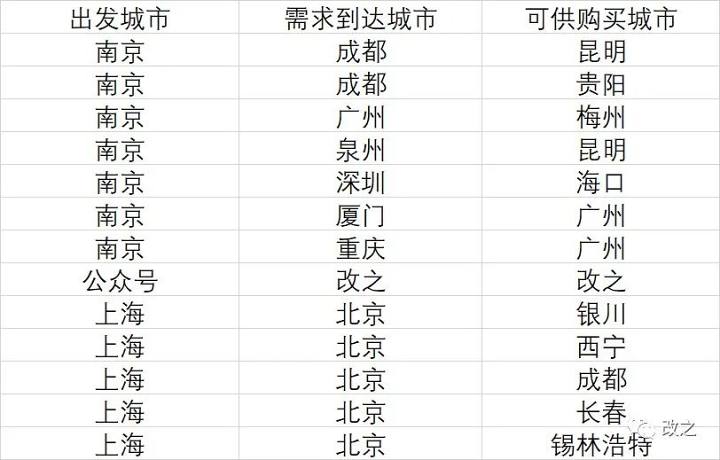 出发城市 需求到达城市 可供购买城市
南京 成都 昆明
南京 成都 贵阳
南京 广州 梅州
南京 泉州 昆明
南京 深圳 海口
南京 厦门 广州
南京 重庆 广州
公众号 改之 改之
上海 北京 银川
上海 北京 西宁
上海 北京 成都
上海 北京 长春
改之
上海 北京 锡林浩特